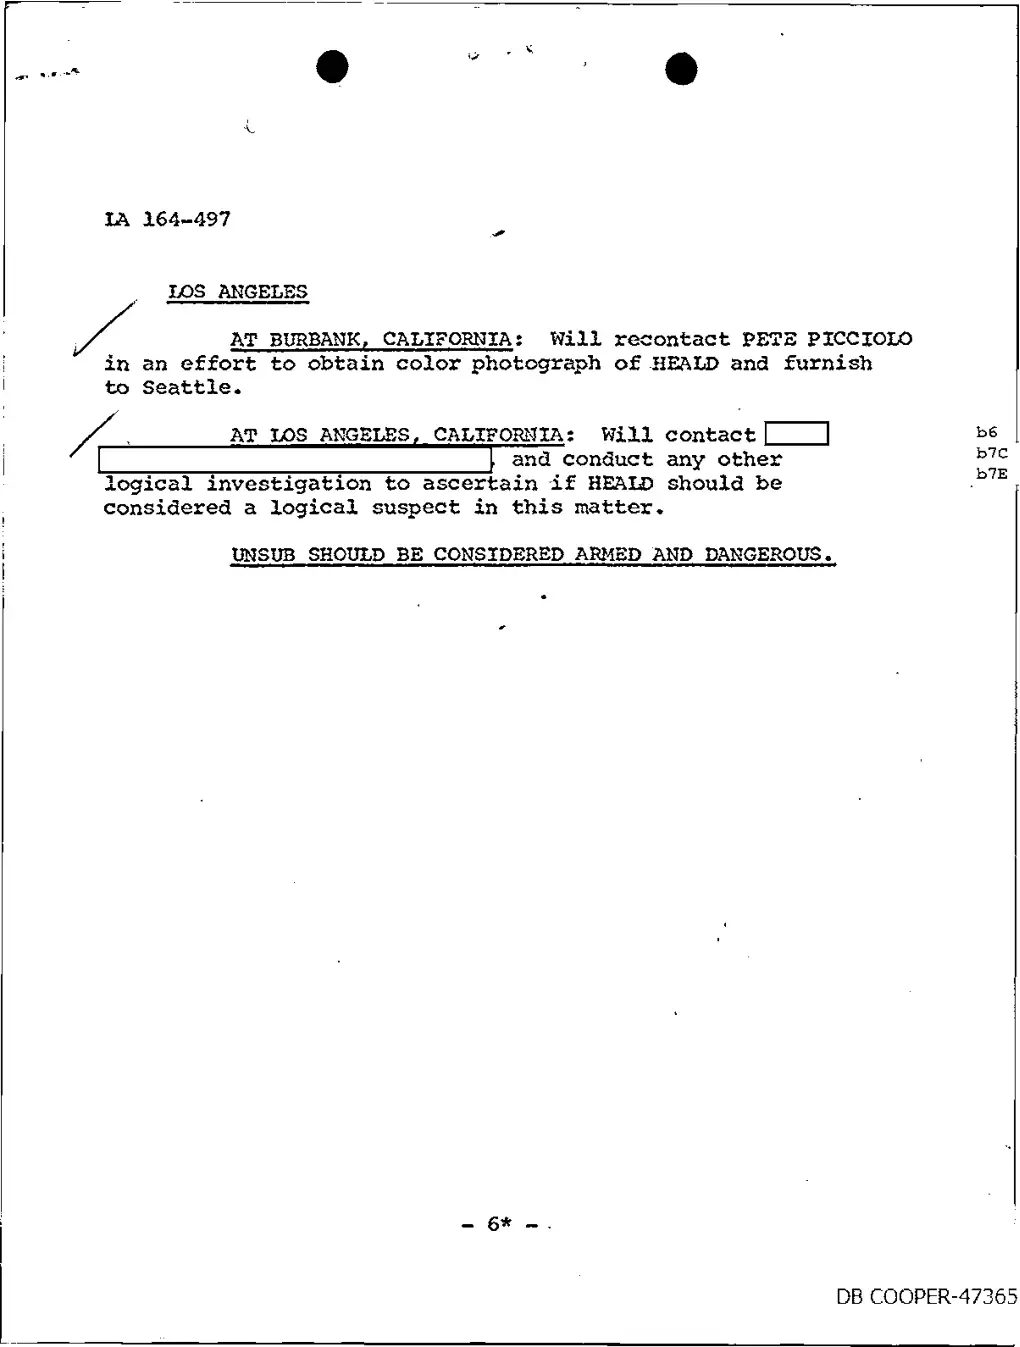 LA 164-497
LOS ANGELES
AT BURBANK, CALIFORNIA: Will recontact PETE PICCIOLO
in an effort to obtain color photograph of HEALD and furnish
to Seattle.
AT LOS ANGELES, CALIFORNIA: Will contact
, and conduct any other
logical investigation to ascertain if HEALD should be
considered a logical suspect in this matter.
b6
b7C
b7E
UNSUB SHOULD BE CONSIDERED ARMED AND DANGEROUS.
- 6* -
DB COOPER-47365